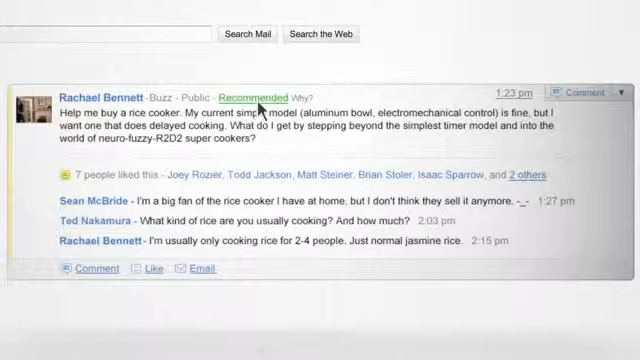 Search Mail Search the Web
Rachael Bennett - Buzz - Public - Recommended Why? 1:23 pm Comment
Help me buy a rice cooker. My current simple model (aluminum bowl, electromechanical control) is fine, but I
want one that does delayed cooking. What do I get by stepping beyond the simplest timer model and into the
world of neuro-fuzzy-R2D2 super cookers?
7 people liked this - Joey Rozier, Todd Jackson, Matt Steiner, Brian Stoler, Isaac Sparrow, and 2 others
Sean McBride - I'm a big fan of the rice cooker I have at home, but I don't think they sell it anymore. -_- 1:27 pm
Ted Nakamura - What kind of rice are you usually cooking? And how much? 2:03 pm
Rachael Bennett - I'm usually only cooking rice for 2-4 people. Just normal jasmine rice. 2:15 pm
Comment Like Email